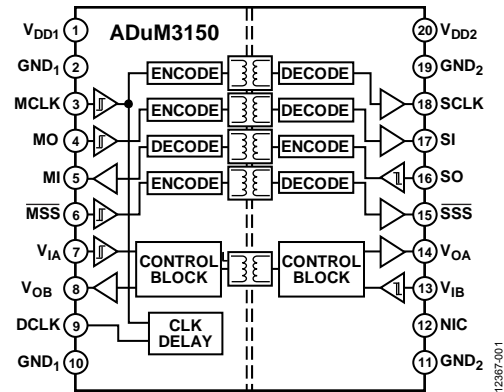 ADuM3150
VDD1 1
GND1 2
MCLK 3
MO 4
MI 5
MSS 6
VIA 7
VOB 8
DCLK 9
GND1 10
ENCODE DECODE
ENCODE DECODE
DECODE ENCODE
ENCODE DECODE
CONTROL BLOCK
CONTROL BLOCK
CLK DELAY
20 VDD2
19 GND2
18 SCLK
17 SI
16 SO
15 SSS
14 VOA
13 VIB
12 NIC
11 GND2
12367-001